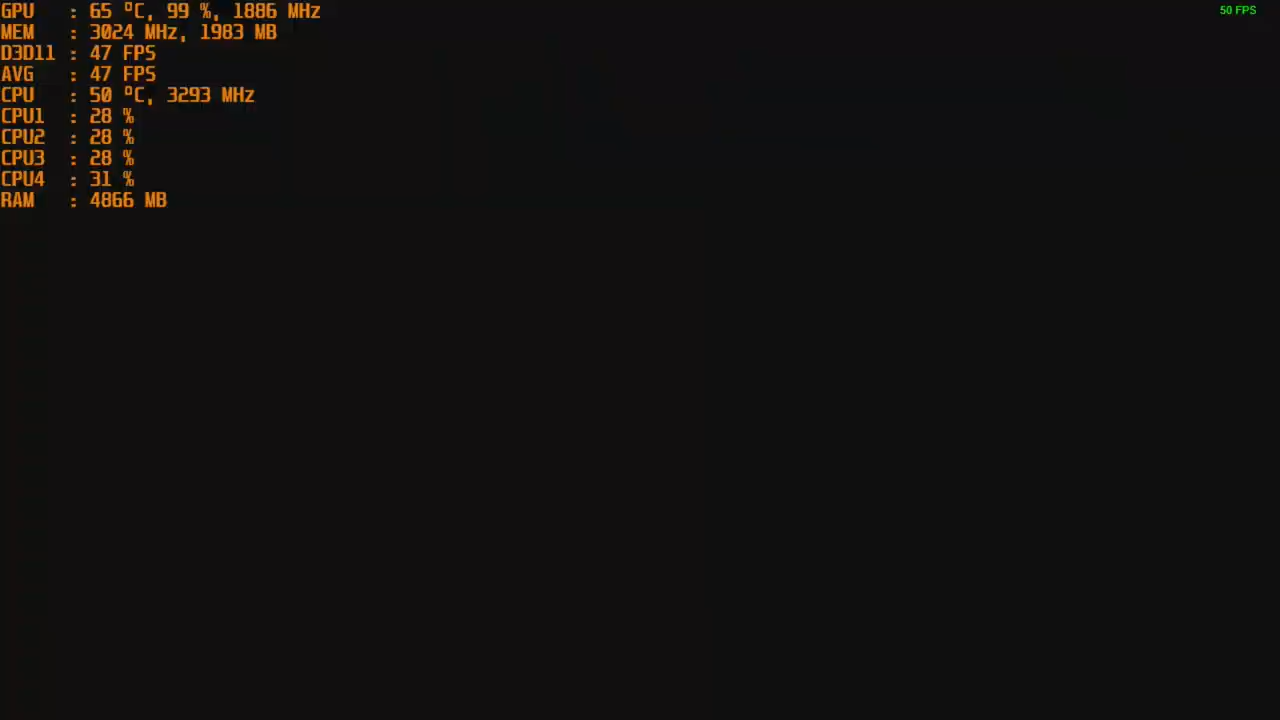 GPU : 65 °C, 99 %, 1886 MHz
50 FPS
MEM : 3024 MHz, 1983 MB
D3D11 : 47 FPS
AVG : 47 FPS
CPU : 50 °C, 3293 MHz
CPU1 : 28 %
CPU2 : 28 %
CPU3 : 28 %
CPU4 : 31 %
RAM : 4866 MB